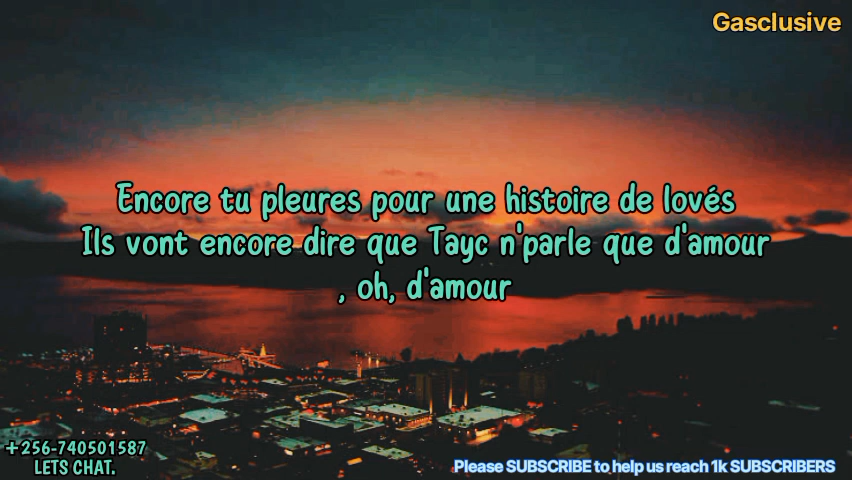 Gasclusive
Encore tu pleures pour une histoire de lovés
Ils vont encore dire que Tayc n'parle que d'amour
, oh, d'amour
+256-740501587
LETS CHAT.
Please SUBSCRIBE to help us reach 1k SUBSCRIBERS